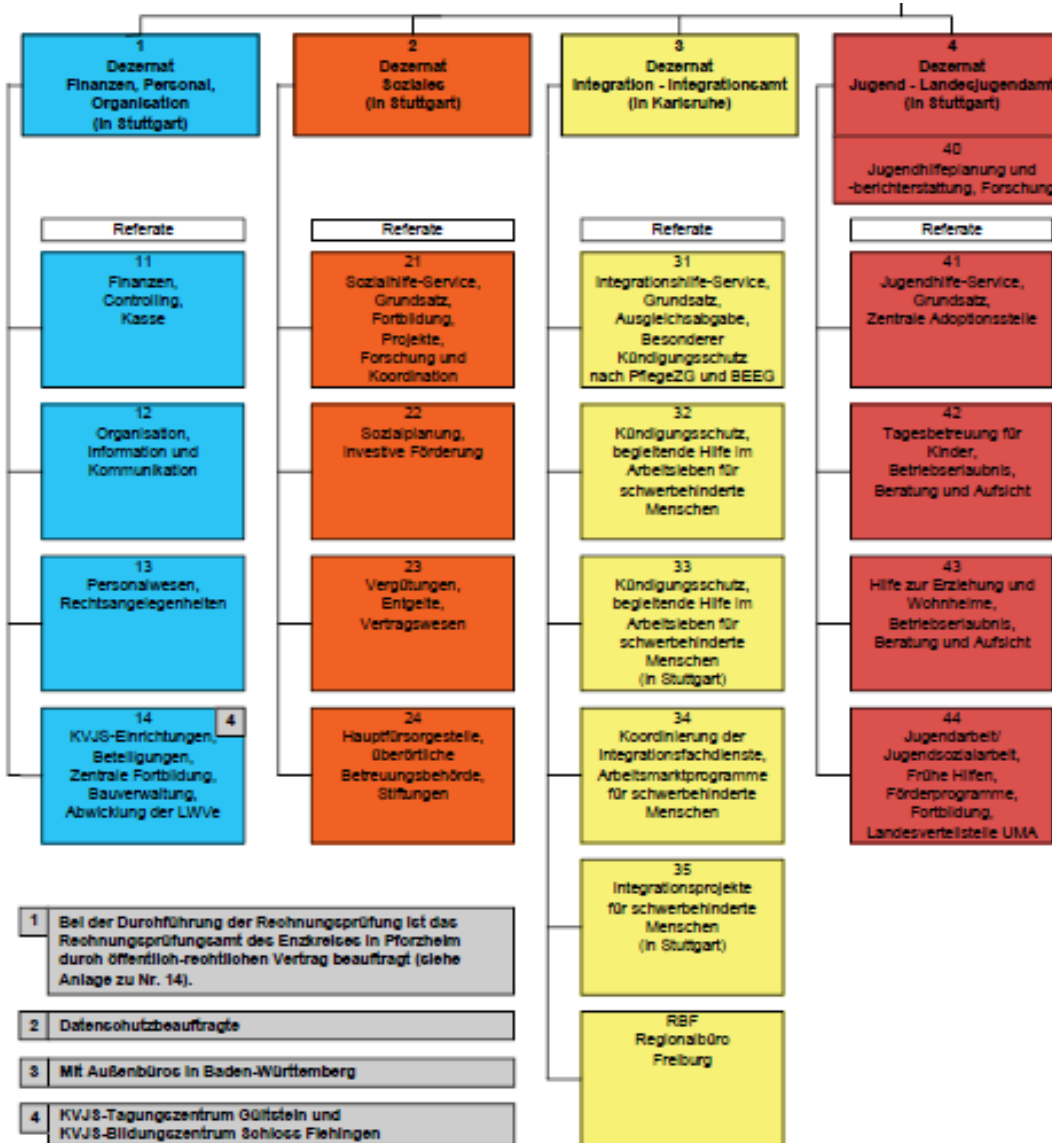 1
Dezernat
Finanzen, Personal,
Organisation
(in Stuttgart)
2
Dezernat
Soziales
(in Stuttgart)
3
Dezernat
Integration - Integrationsamt
(in Karlsruhe)
4
Dezernat
Jugend - Landesjugendamt
(in Stuttgart)
40
Jugendhilfeplanung und
-berichterstattung, Forschung
Referate
11
Finanzen,
Controlling,
Kasse
12
Organisation,
Information und
Kommunikation
13
Personalwesen,
Rechtsangelegenheiten
14
4
KVJS-Einrichtungen,
Beteiligungen,
Zentrale Fortbildung,
Bauverwaltung,
Abwicklung der LWVe
Referate
21
Sozialhilfe-Service,
Grundsatz,
Fortbildung,
Projekte,
Forschung und
Koordination
22
Sozialplanung,
Investive Förderung
23
Vergütungen,
Entgelte,
Vertragswesen
24
Hauptfürsorgestelle,
überörtliche
Betreuungsbehörde,
Stiftungen
Referate
31
Integrationshilfe-Service,
Grundsatz,
Ausgleichsabgabe,
Besonderer
Kündigungsschutz
nach PflegeZG und BEEG
32
Kündigungsschutz,
begleitende Hilfe im
Arbeitsleben für
schwerbehinderte
Menschen
33
Kündigungsschutz,
begleitende Hilfe im
Arbeitsleben für
schwerbehinderte
Menschen
(in Stuttgart)
34
Koordinierung der
Integrationsfachdienste,
Arbeitsmarktprogramme
für schwerbehinderte
Menschen
35
Integrationsprojekte
für schwerbehinderte
Menschen
(in Stuttgart)
RBF
Regionalbüro
Freiburg
Referate
41
Jugendhilfe-Service,
Grundsatz,
Zentrale Adoptionsstelle
42
Tagesbetreuung für
Kinder,
Betriebserlaubnis,
Beratung und Aufsicht
43
Hilfe zur Erziehung und
Wohnheime,
Betriebserlaubnis,
Beratung und Aufsicht
44
Jugendarbeit/
Jugendsozialarbeit,
Frühe Hilfen,
Förderprogramme,
Fortbildung,
Landesverteilstelle UMA
1 Bei der Durchführung der Rechnungsprüfung ist das
Rechnungsprüfungsamt des Enzkreises in Pforzheim
durch öffentlich-rechtlichen Vertrag beauftragt (siehe
Anlage zu Nr. 14).
2 Datenschutzbeauftragte
3 Mit Außenbüros in Baden-Württemberg
4 KVJS-Tagungszentrum Gültstein und
KVJS-Bildungszentrum Schloss Flehingen